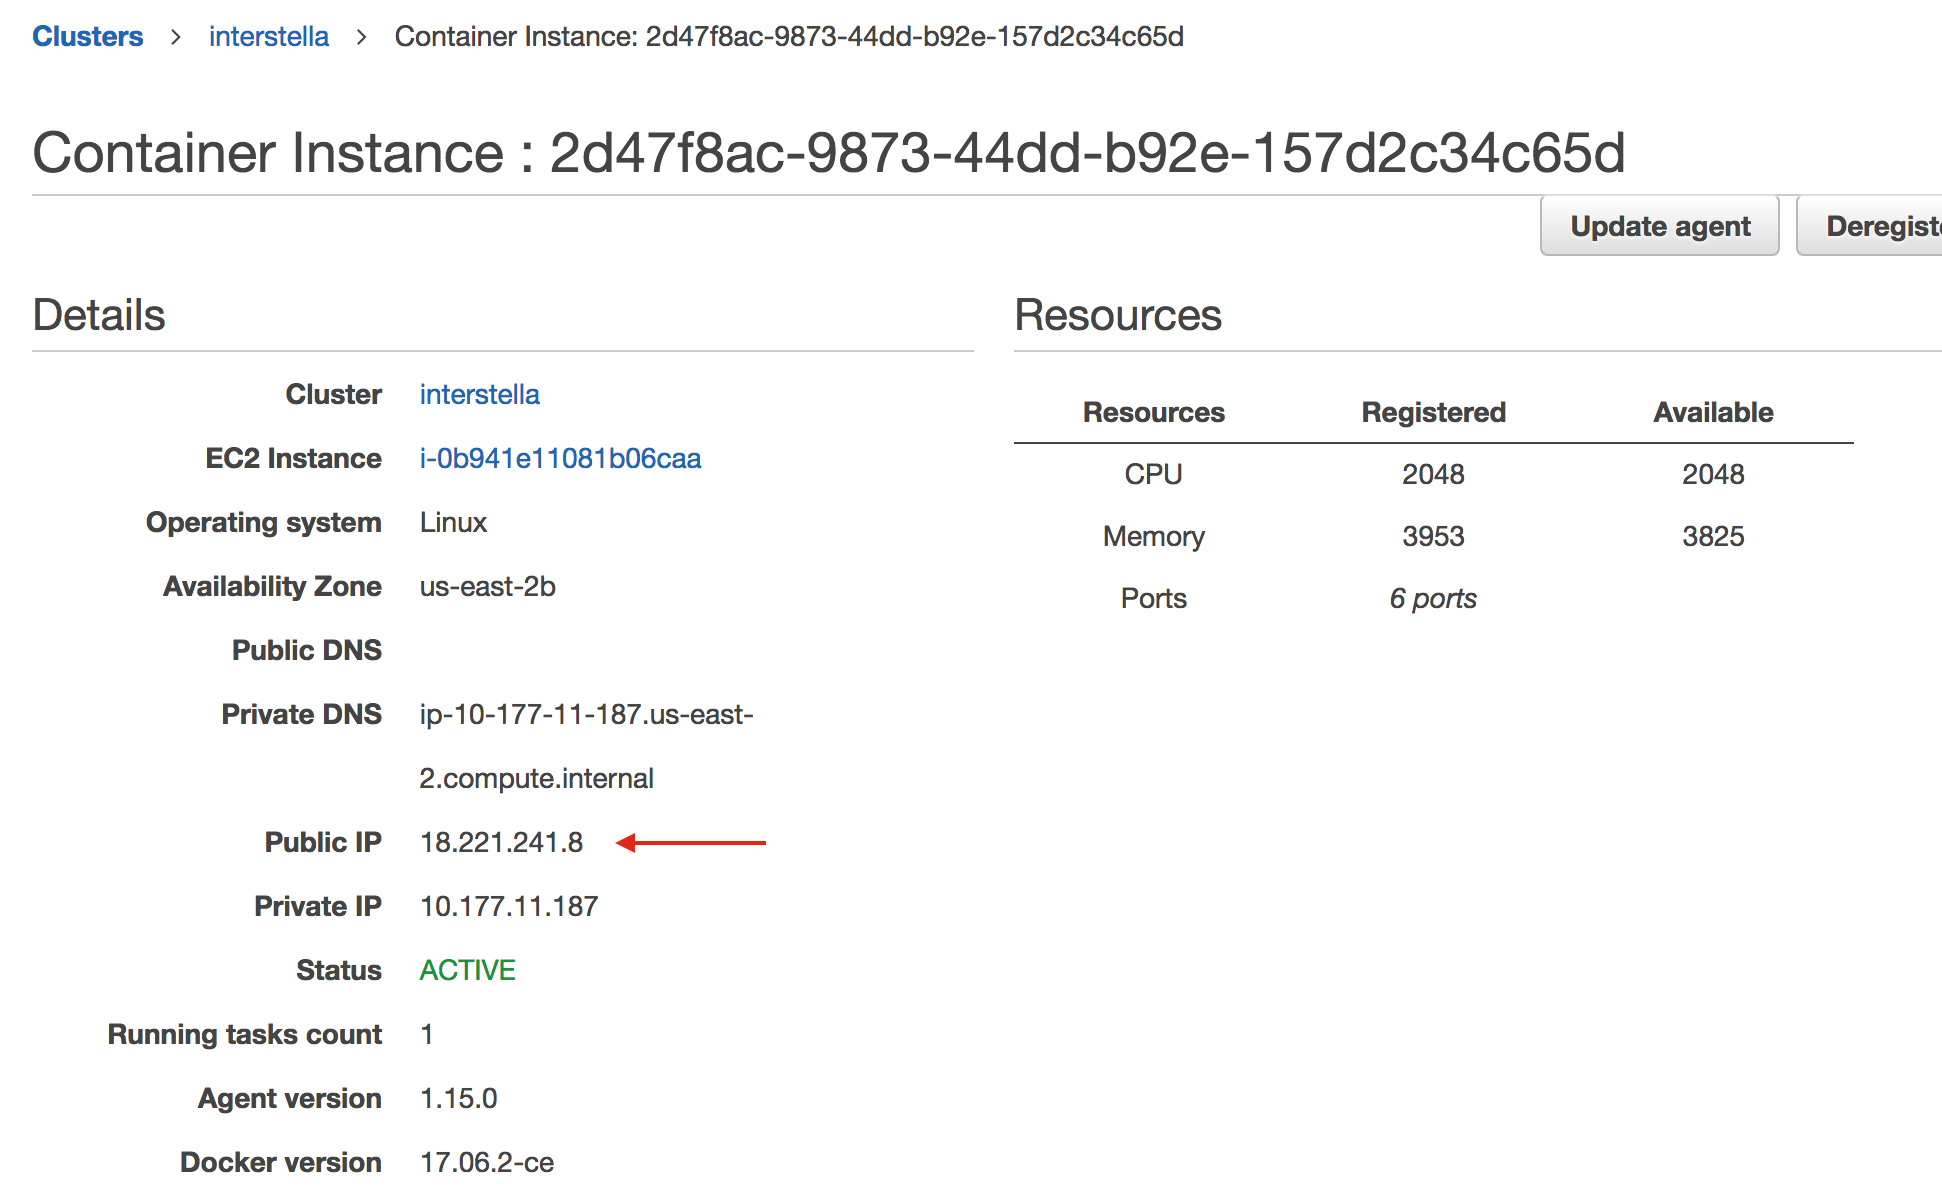 Clusters > interstella > Container Instance: 2d47f8ac-9873-44dd-b92e-157d2c34c65d
Container Instance : 2d47f8ac-9873-44dd-b92e-157d2c34c65d
Update agent
Details
Cluster interstella
EC2 Instance i-0b941e11081b06caa
Operating system Linux
Availability Zone us-east-2b
Public DNS
Private DNS ip-10-177-11-187.us-east-
2.compute.internal
Public IP 18.221.241.8
Private IP 10.177.11.187
Status ACTIVE
Running tasks count 1
Agent version 1.15.0
Docker version 17.06.2-ce
Resources
Resources Registered Available
CPU 2048 2048
Memory 3953 3825
Ports 6 ports